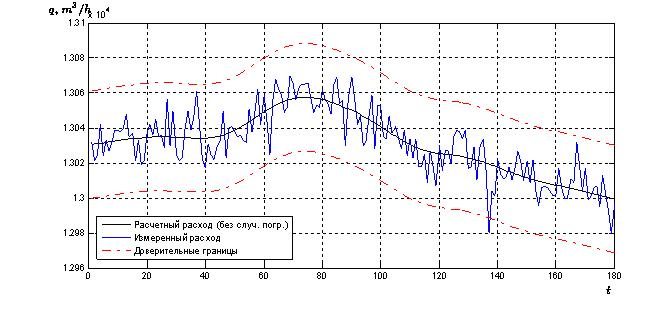 q, m³/h
x 10⁴
1.31
1.308
1.306
1.304
1.302
1.3
1.298
1.296
Расчетный расход (без случ. погр.)
Измеренный расход
Доверительные границы
0 20 40 60 80 100 120 140 160 180
t